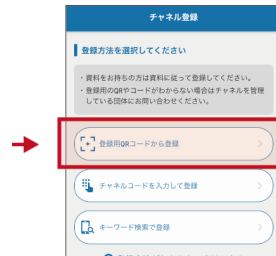 チャネル登録
登録方法を選択してください
・資料をお持ちの方は資料に従って登録してください。
・登録用のQRやコードがわからない場合はチャネルを管理
している団体にお問い合わせください。
登録用QRコードから登録
チャネルコードを入力して登録
キーワード検索で登録